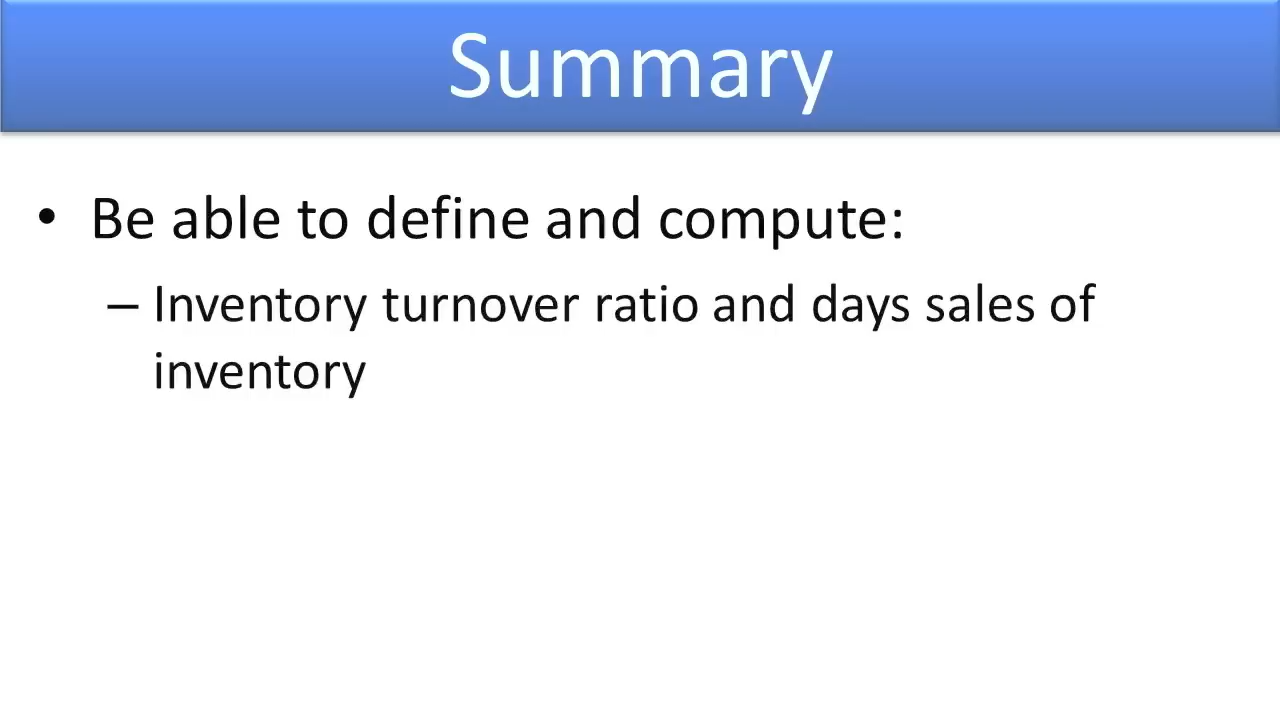 Summary
• Be able to define and compute:
– Inventory turnover ratio and days sales of
inventory